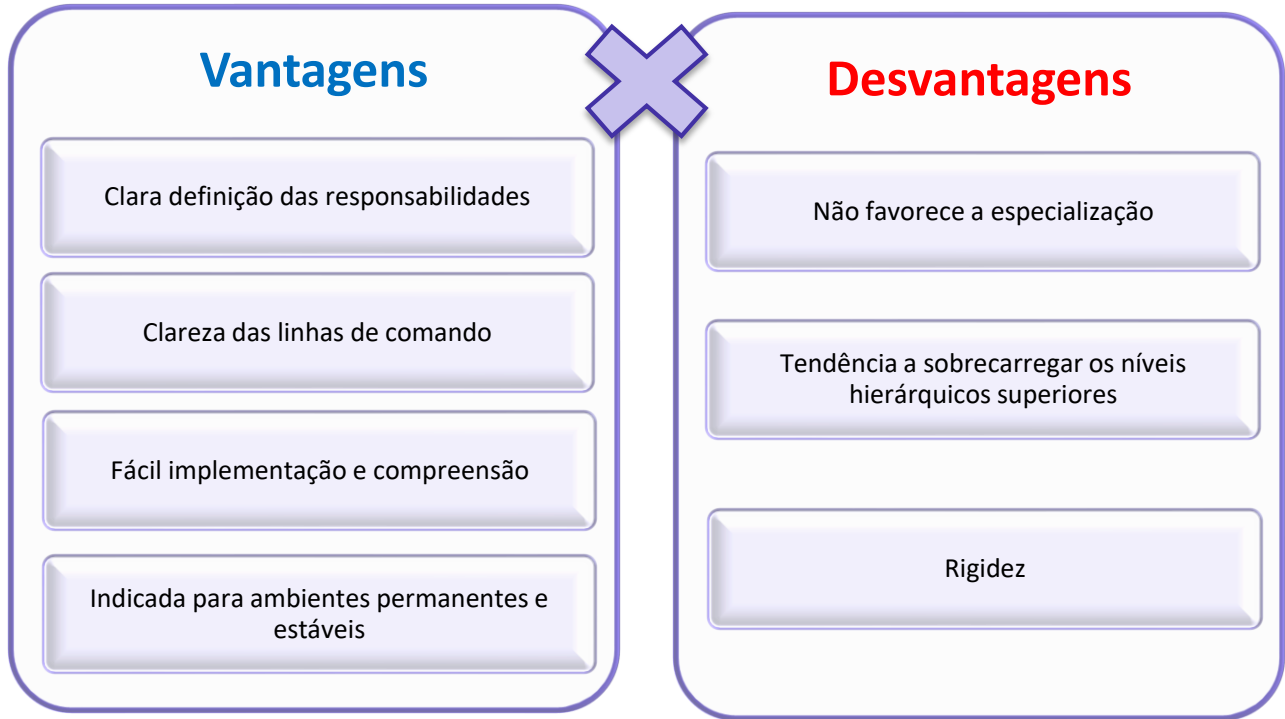 Vantagens
Clara definição das responsabilidades
Clareza das linhas de comando
Fácil implementação e compreensão
Indicada para ambientes permanentes e
estáveis
Desvantagens
Não favorece a especialização
Tendência a sobrecarregar os níveis
hierárquicos superiores
Rigidez